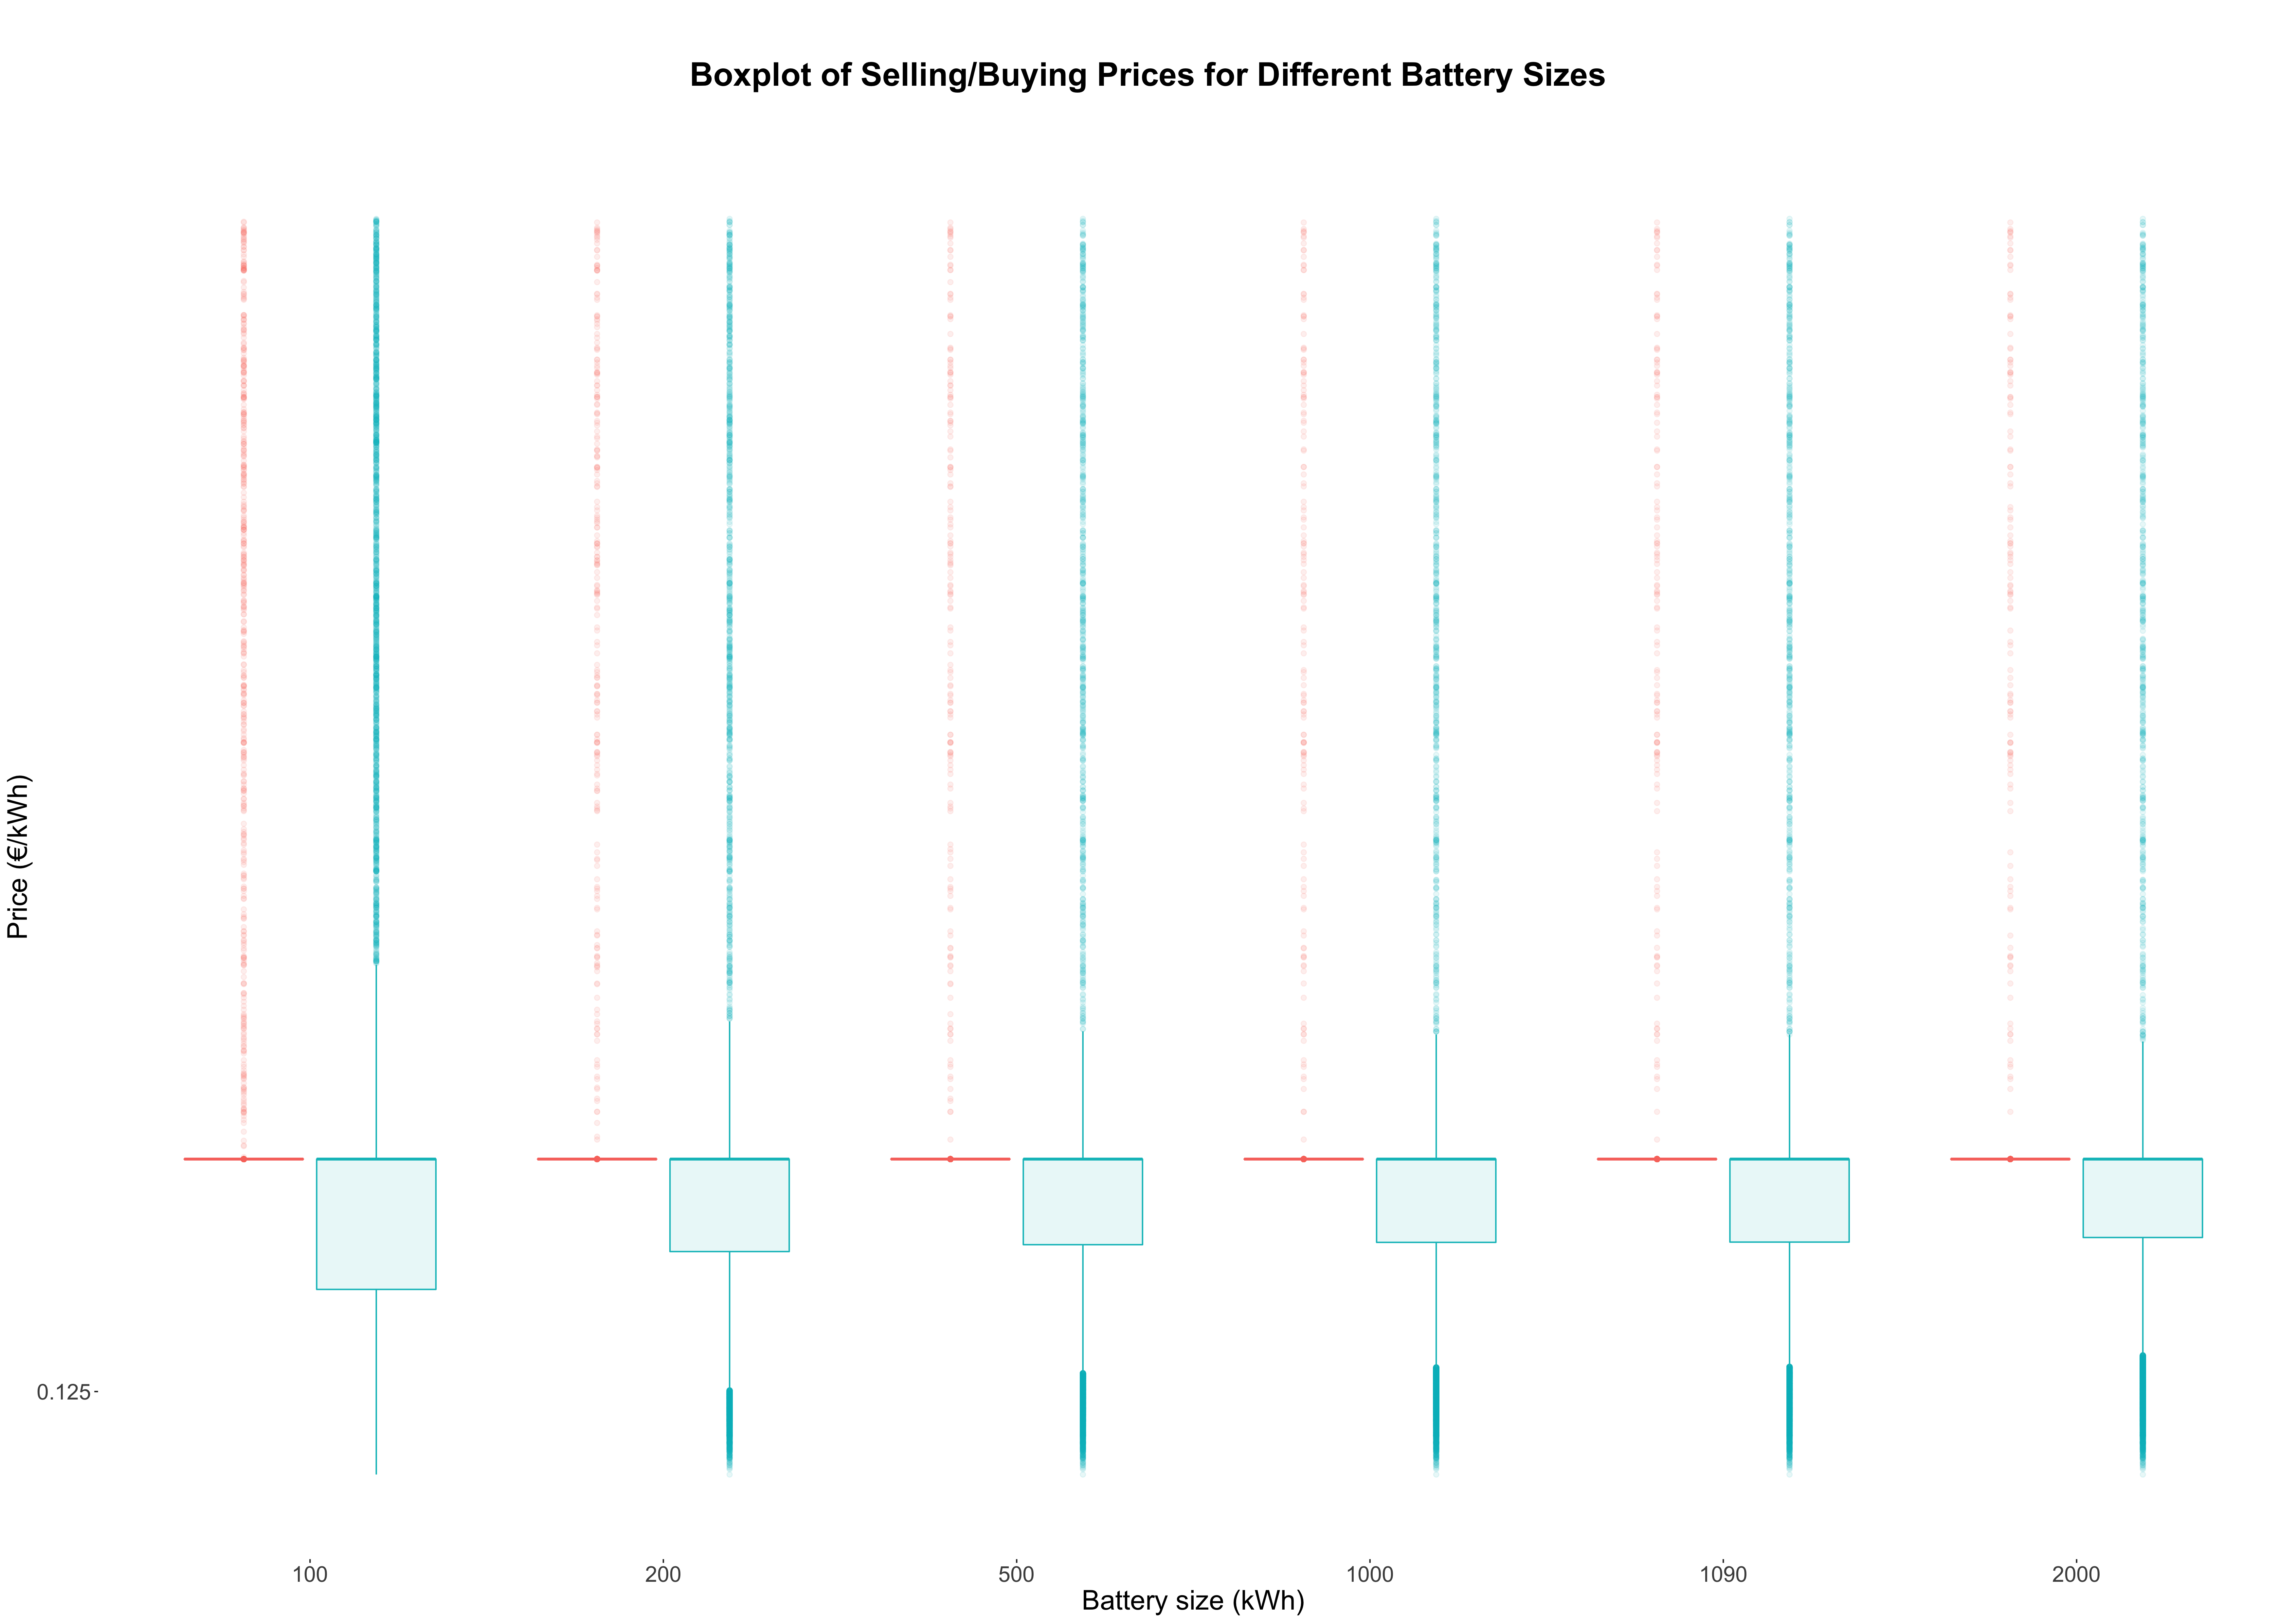 Boxplot of Selling/Buying Prices for Different Battery Sizes
Price (€/kWh)
0.125
100 200 500 1000 1090 2000
Battery size (kWh)